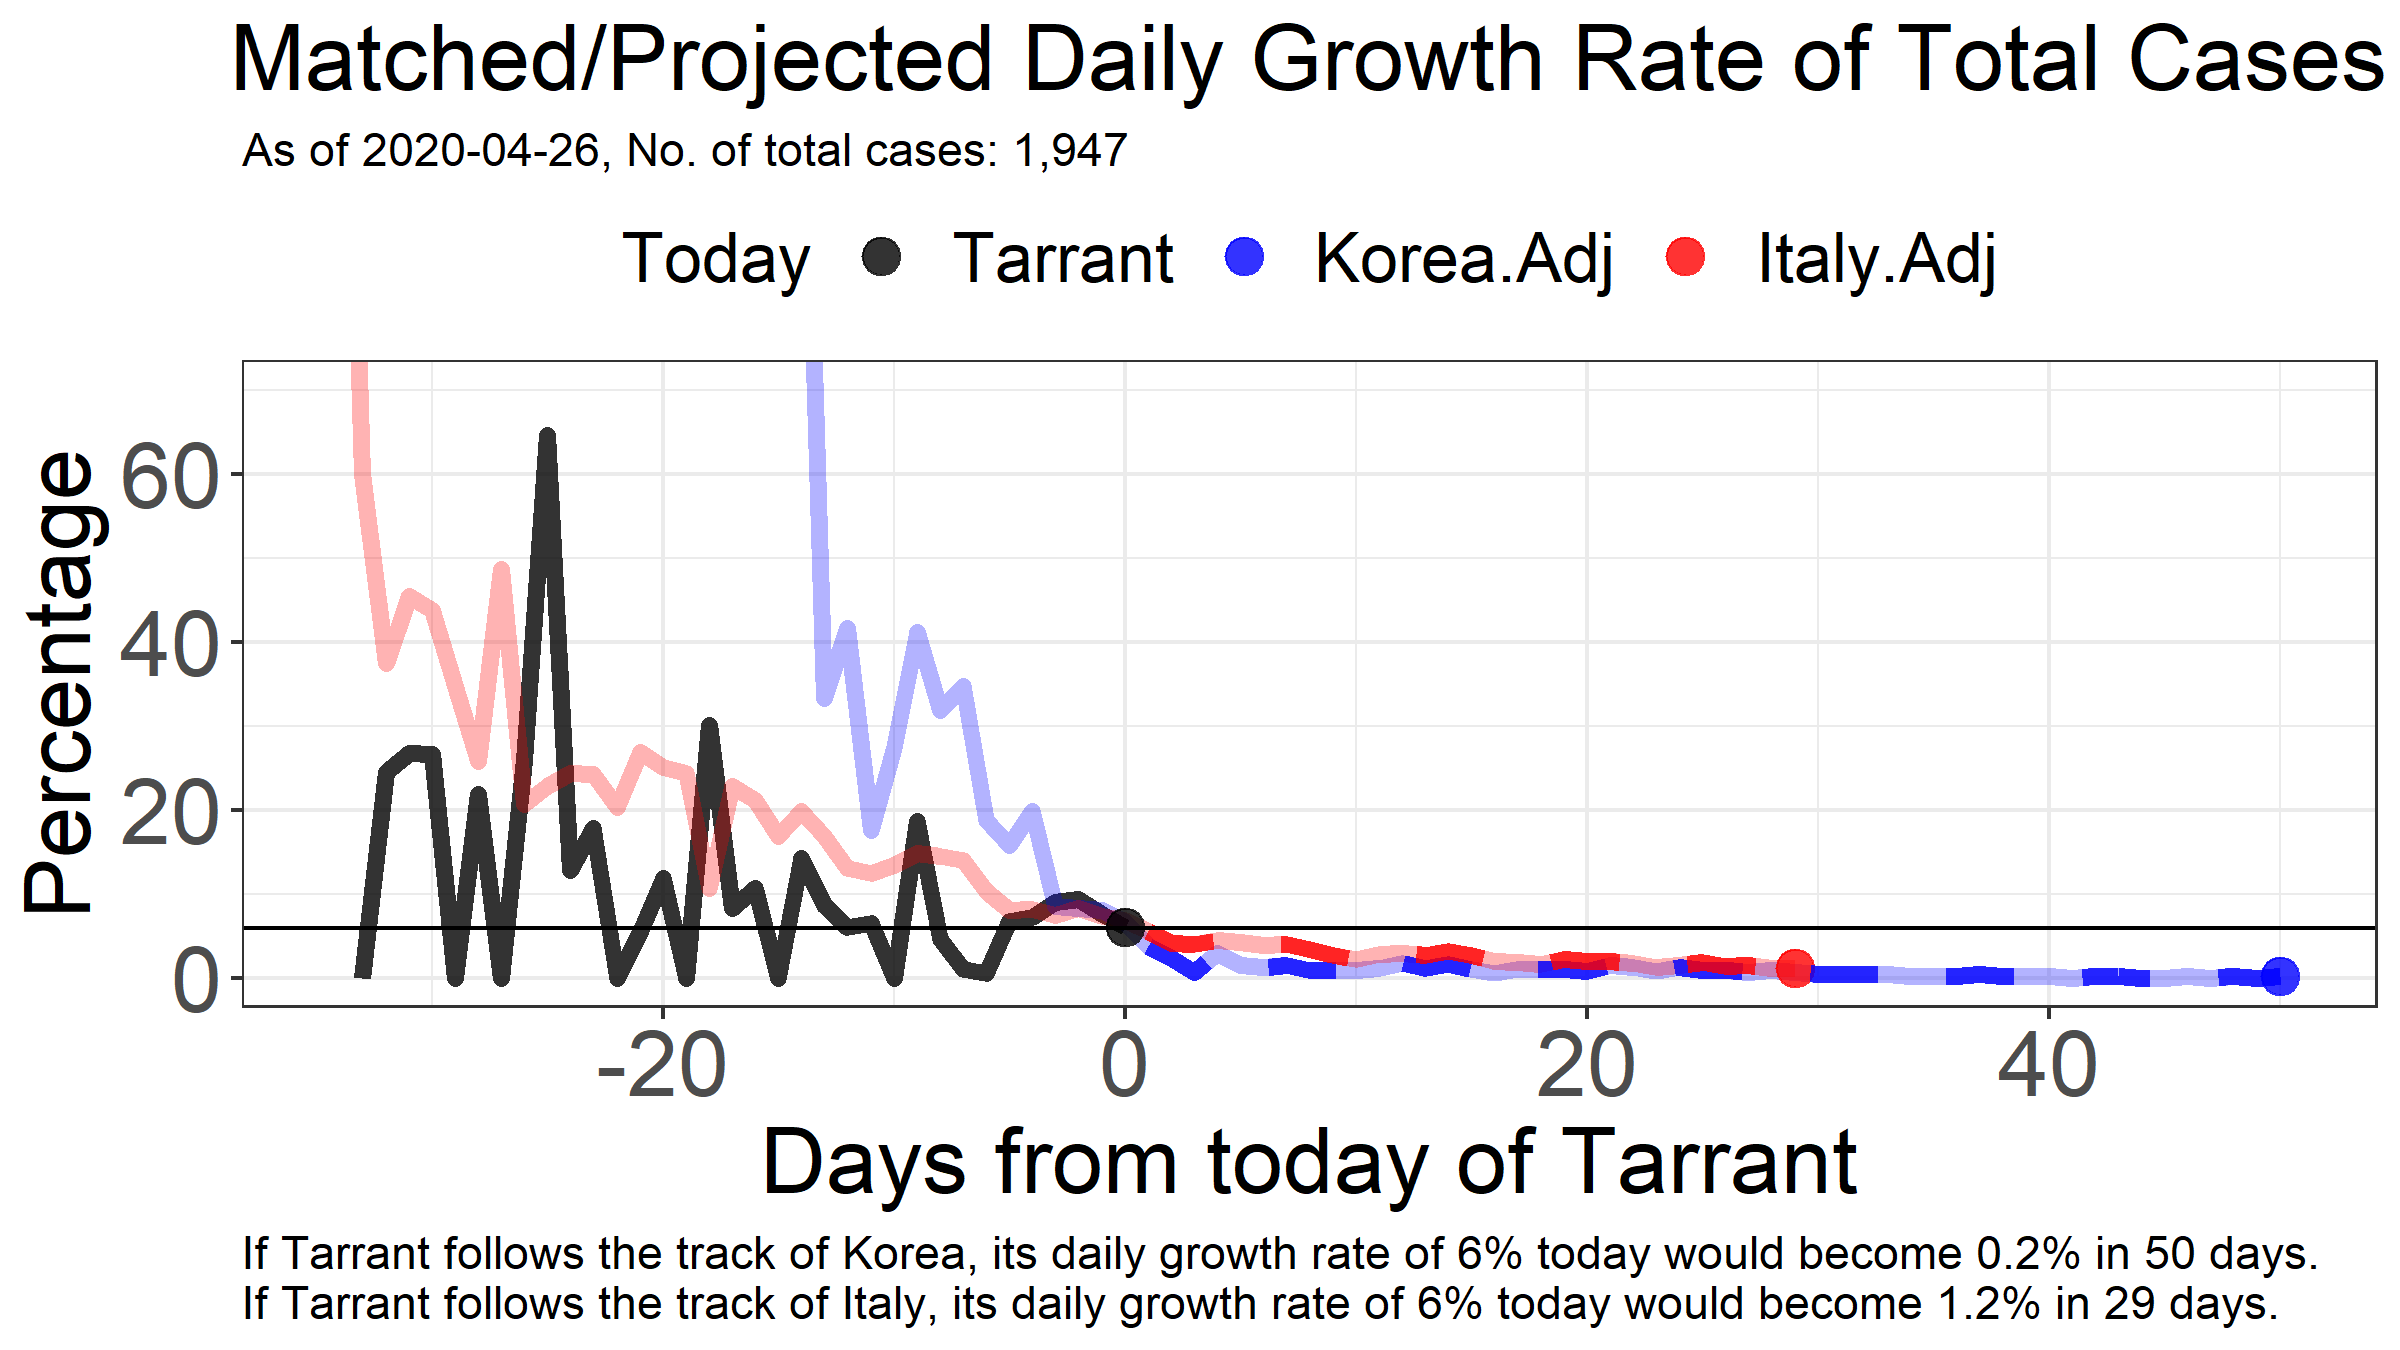 Matched/Projected Daily Growth Rate of Total Cases
As of 2020-04-26, No. of total cases: 1,947
Today Tarrant Korea.Adj Italy.Adj
Percentage
60
40
20
0
-20 0 20 40
Days from today of Tarrant
If Tarrant follows the track of Korea, its daily growth rate of 6% today would become 0.2% in 50 days.
If Tarrant follows the track of Italy, its daily growth rate of 6% today would become 1.2% in 29 days.